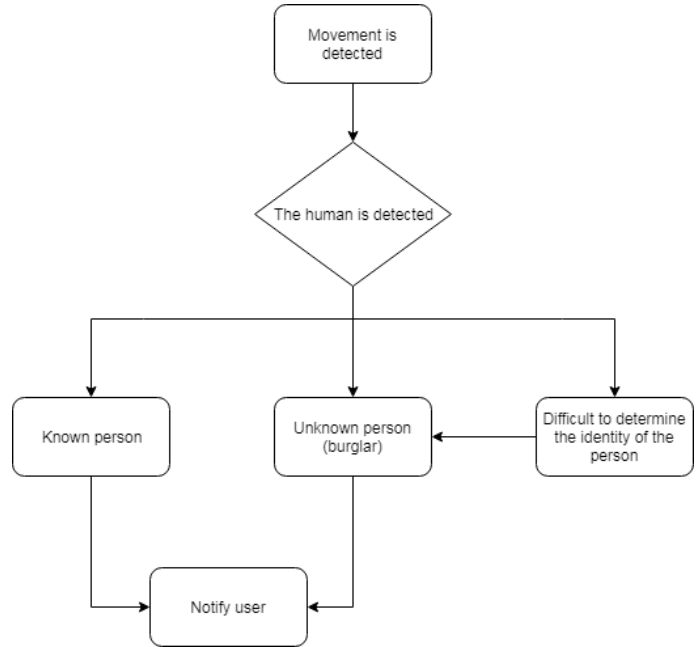 Movement is
detected
The human is detected
Known person
Unknown person
(burglar)
Difficult to determine
the identity of the
person
Notify user